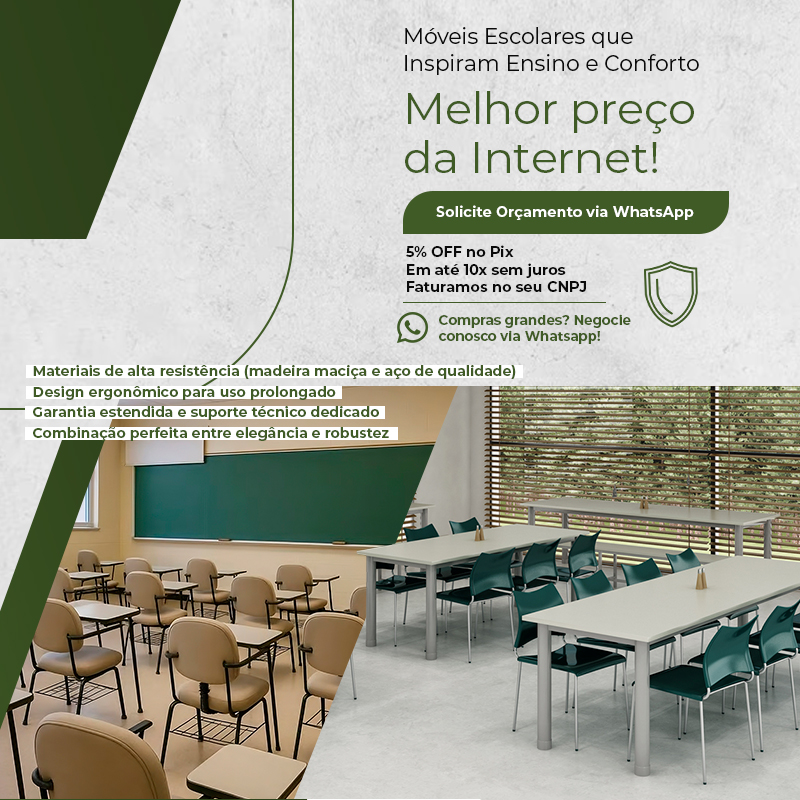 Móveis Escolares que
Inspiram Ensino e Conforto
Melhor preço
da Internet!
Solicite Orçamento via WhatsApp
5% OFF no Pix
Em até 10x sem juros
Faturamos no seu CNPJ
Compras grandes? Negocie
conosco via Whatsapp!
Materiais de alta resistência (madeira maciça e aço de qualidade)
Design ergonômico para uso prolongado
Garantia estendida e suporte técnico dedicado
Combinação perfeita entre elegância e robustez